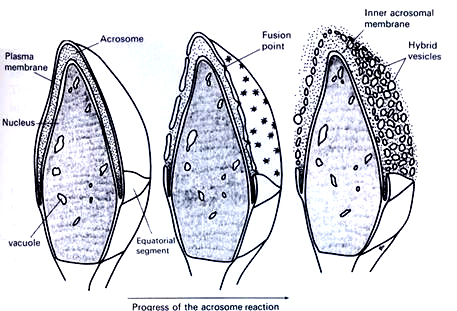 Acrosome
Plasma
membrane
Nucleus
vacuole
Equatorial
segment
Fusion
point
Inner acrosomal
membrane
Hybrid
vesicles
Progress of the acrosome reaction